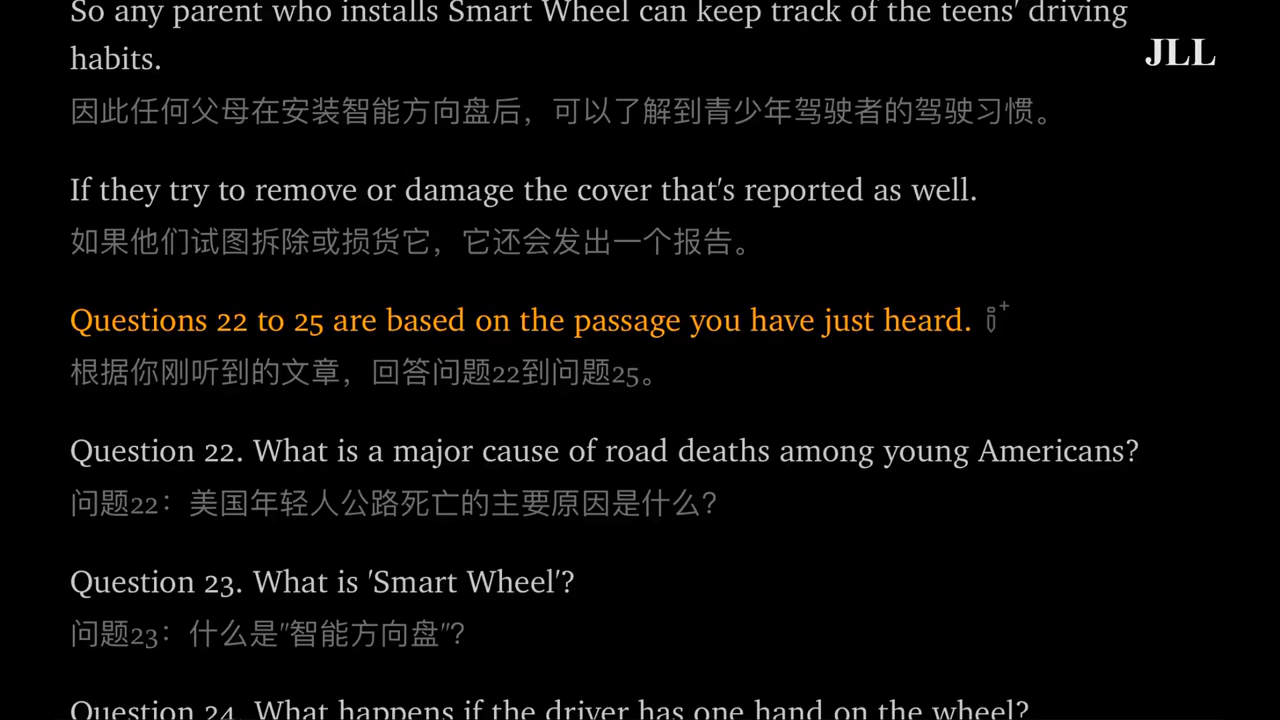 So any parent who installs Smart Wheel can keep track of the teens' driving
habits.
JLL
因此任何父母在安装智能方向盘后，可以了解到青少年驾驶者的驾驶习惯。
If they try to remove or damage the cover that's reported as well.
如果他们试图拆除或损货它，它还会发出一个报告。
Questions 22 to 25 are based on the passage you have just heard.
根据你刚听到的文章，回答问题22到问题25。
Question 22. What is a major cause of road deaths among young Americans?
问题22：美国年轻人公路死亡的主要原因是什么？
Question 23. What is 'Smart Wheel'?
问题23：什么是"智能方向盘"？
Question 24. What happens if the driver has one hand on the wheel?